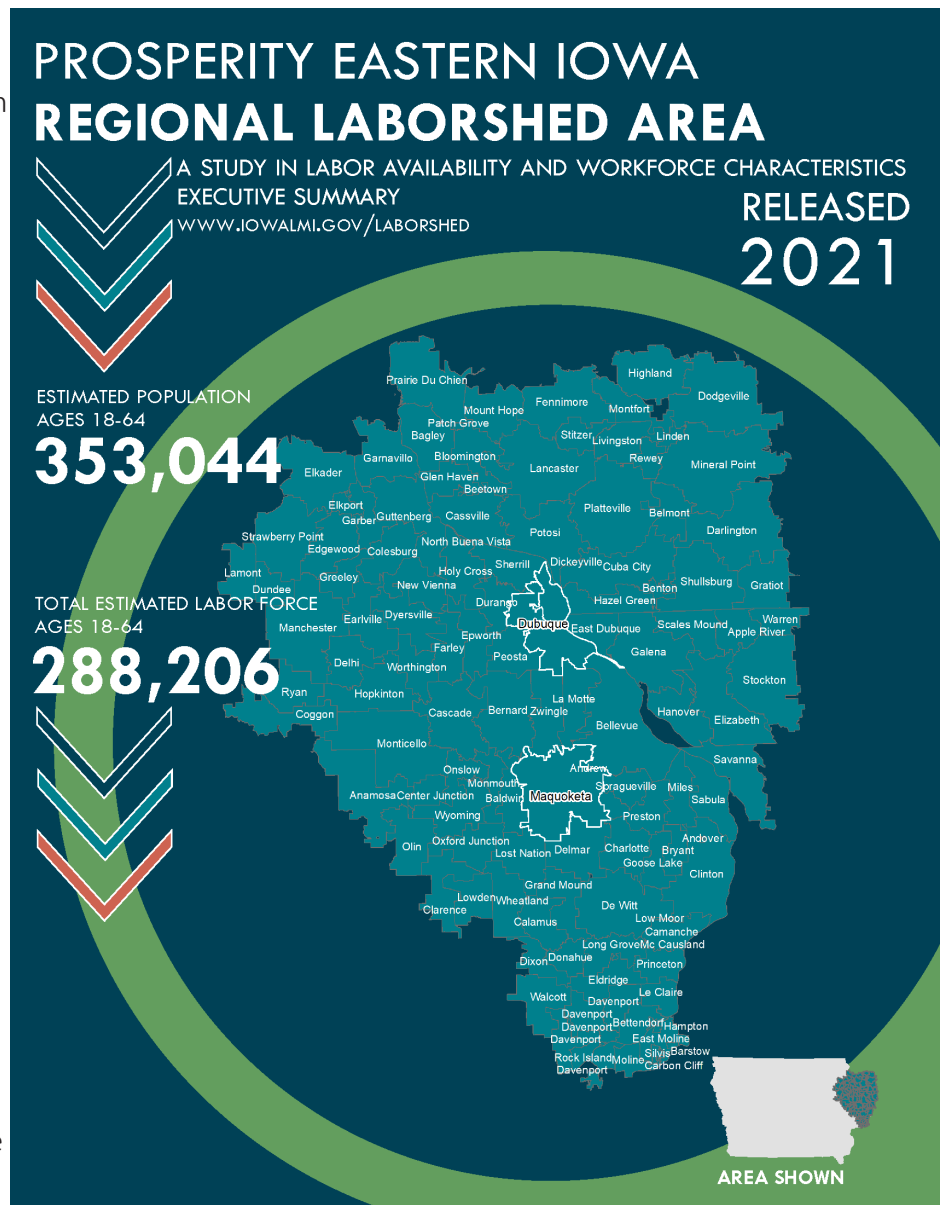 PROSPERITY EASTERN IOWA
REGIONAL LABORSHED AREA
A STUDY IN LABOR AVAILABILITY AND WORKFORCE CHARACTERISTICS
EXECUTIVE SUMMARY
WWW.IOWALMI.GOV/LABORSHED
RELEASED
2021
ESTIMATED POPULATION
AGES 18-64
353,044
TOTAL ESTIMATED LABOR FORCE
AGES 18-64
288,206
Prairie Du Chien
Highland
Dodgeville
Fennimore
Mount Hope
Montfort
Patch Grove
Bagley
Stitzer
Livingston
Linden
Garnaville
Bloomington
Rewey
Mineral Point
Elkader
Lancaster
Glen Haven
Beetown
Elkport
Platteville
Belmont
Garber
Guttenberg
Cassville
Darlington
Strawberry Point
Potosi
North Buena Vista
Edgewood
Colesburg
Sherrill
Dickeyville
Cuba City
Lamont
Greeley
Holy Cross
New Vienna
Shullsburg
Gratiot
Dundee
Benton
Durango
Hazel Green
Manchester
Earlville
Dyersville
Dubuque
East Dubuque
Scales Mound
Warren
Apple River
Epworth
Farley
Peosta
Galena
Delhi
Worthington
Stockton
Ryan
Hopkinton
La Motte
Coggon
Cascade
Bernard
Zwingle
Hanover
Elizabeth
Bellevue
Monticello
Savanna
Onslow
Andrew
Monmouth
Spragueville
Miles
Anamosa
Center Junction
Baldwin
Maquoketa
Sabula
Wyoming
Preston
Oxford Junction
Andover
Olin
Lost Nation
Delmar
Charlotte
Bryant
Goose Lake
Clinton
Grand Mound
Lowden
Wheatland
De Witt
Clarence
Calamus
Low Moor
Camanche
Long Grove
Mc Causland
Dixon
Donahue
Princeton
Eldridge
Walcott
Le Claire
Davenport
Davenport
Davenport
Bettendorf
Hampton
Davenport
East Moline
Rock Island
Moline
Silvis
Barstow
Davenport
Carbon Cliff
AREA SHOWN